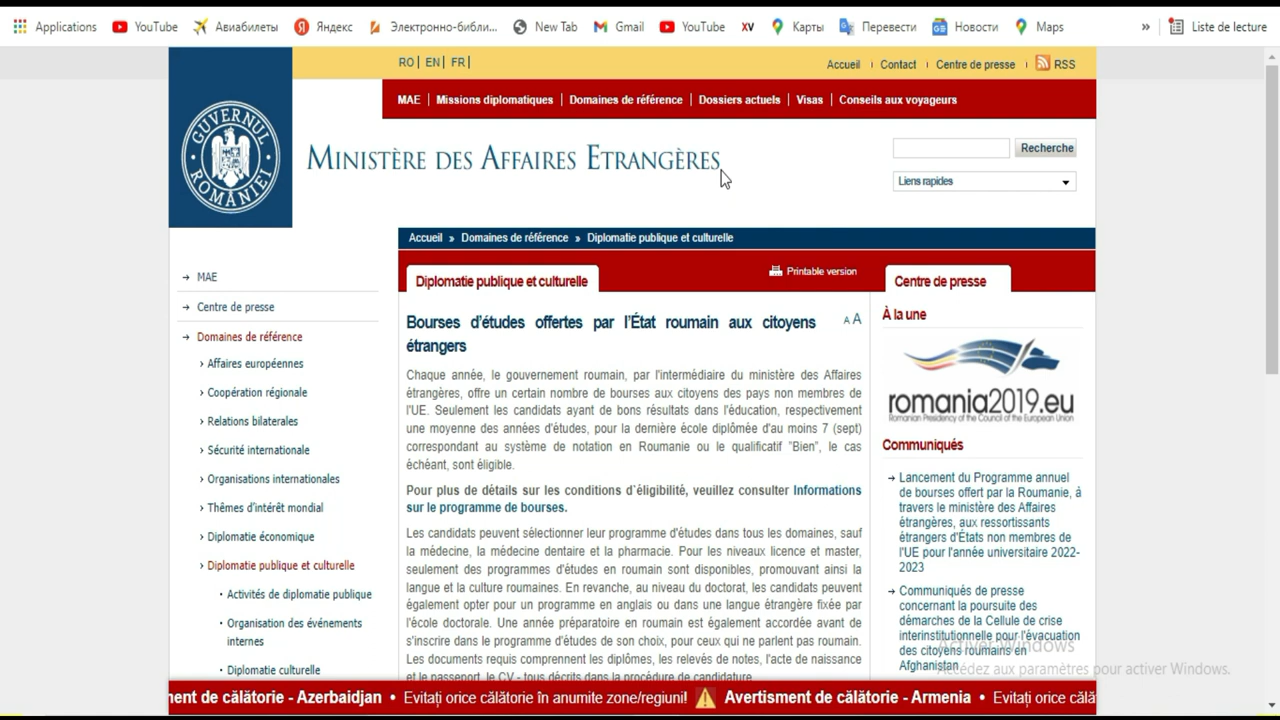 Applications YouTube Авиабилеты Яндекс Электронно-библи... New Tab Gmail YouTube XV Карты Перевести Новости Maps » Liste de lecture
RO | EN | FR |
Accueil | Contact | Centre de presse | RSS
MAE | Missions diplomatiques | Domaines de référence | Dossiers actuels | Visas | Conseils aux voyageurs
GUVERNUL ROMÂNIEI
MINISTÈRE DES AFFAIRES ETRANGÈRES
Recherche
Liens rapides
Accueil » Domaines de référence » Diplomatie publique et culturelle
MAE
Centre de presse
Domaines de référence
Affaires européennes
Coopération régionale
Relations bilaterales
Sécurité internationale
Organisations internationales
Thêmes d'intérêt mondial
Diplomatie économique
Diplomatie publique et culturelle
Activités de diplomatie publique
Organisation des événements
internes
Diplomatie culturelle
Diplomatie publique et culturelle
Printable version
Bourses d'études offertes par l'État roumain aux citoyens
étrangers
A A
Chaque année, le gouvernement roumain, par l'intermédiaire du ministère des Affaires
étrangères, offre un certain nombre de bourses aux citoyens des pays non membres de
l'UE. Seulement les candidats ayant de bons résultats dans l'éducation, respectivement
une moyenne des années d'études, pour la dernière école diplômée d'au moins 7 (sept)
correspondant au système de notation en Roumanie ou le qualificatif "Bien", le cas
échéant, sont éligible.
Pour plus de détails sur les conditions d`éligibilité, veuillez consulter Informations
sur le programme de bourses.
Les candidats peuvent sélectionner leur programme d'études dans tous les domaines, sauf
la médecine, la médecine dentaire et la pharmacie. Pour les niveaux licence et master,
seulement des programmes d'études en roumain sont disponibles, promouvant ainsi la
langue et la culture roumaines. En revanche, au niveau du doctorat, les candidats peuvent
également opter pour un programme en anglais ou dans une langue étrangère fixée par
l'école doctorale. Une année préparatoire en roumain est également accordée avant de
s'inscrire dans le programme d'études de son choix, pour ceux qui ne parlent pas roumain.
Les documents requis comprennent les diplômes, les relevés de notes, l'acte de naissance
et le passeport, le CV - tous décrits dans la procédure de candidature.
Centre de presse
À la une
romania2019.eu
Romanian Presidency of the Council of the European Union
Communiqués
Lancement du Programme annuel
de bourses offert par la Roumanie, à
travers le ministère des Affaires
étrangères, aux ressortissants
étrangers d'États non membres de
l'UE pour l'année universitaire 2022-
2023
Communiqués de presse
concernant la poursuite des
démarches de la Cellule de crise
interinstitutionnelle pour l'évacuation
des citoyens roumains en
Afghanistan
Activer Windows
Accédez aux paramètres pour activer Windows.
ment de călătorie - Azerbaidjan • Evitați orice călătorie în anumite zone/regiuni! Avertisment de călătorie - Armenia • Evitați orice călă